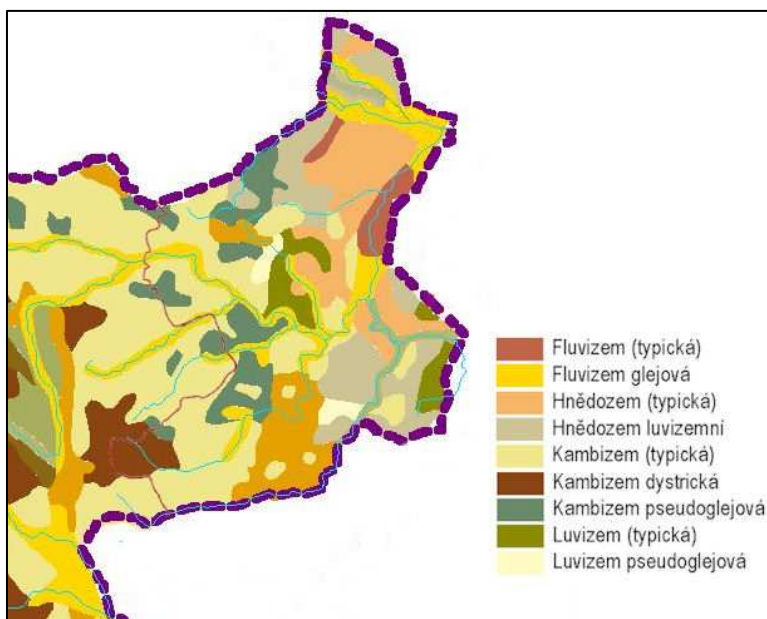 Fluvizem (typická)
Fluvizem glejová
Hnědozem (typická)
Hnědozem luvizemní
Kambizem (typická)
Kambizem dystrická
Kambizem pseudoglejová
Luvizem (typická)
Luvizem pseudoglejová